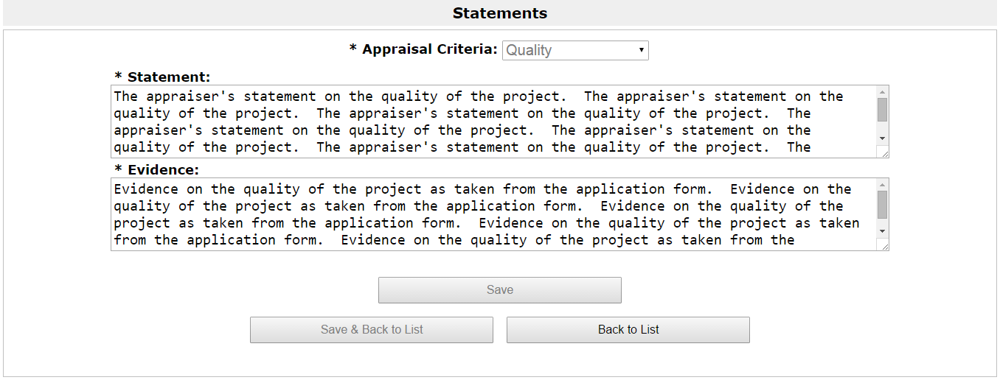 Statements
* Appraisal Criteria: Quality
* Statement:
The appraiser's statement on the quality of the project.  The appraiser's statement on the
quality of the project.  The appraiser's statement on the quality of the project.  The
appraiser's statement on the quality of the project.  The appraiser's statement on the
quality of the project.  The appraiser's statement on the quality of the project.  The
* Evidence:
Evidence on the quality of the project as taken from the application form.  Evidence on the
quality of the project as taken from the application form.  Evidence on the quality of the
project as taken from the application form.  Evidence on the quality of the project as taken
from the application form.  Evidence on the quality of the project as taken from the
Save
Save & Back to List
Back to List